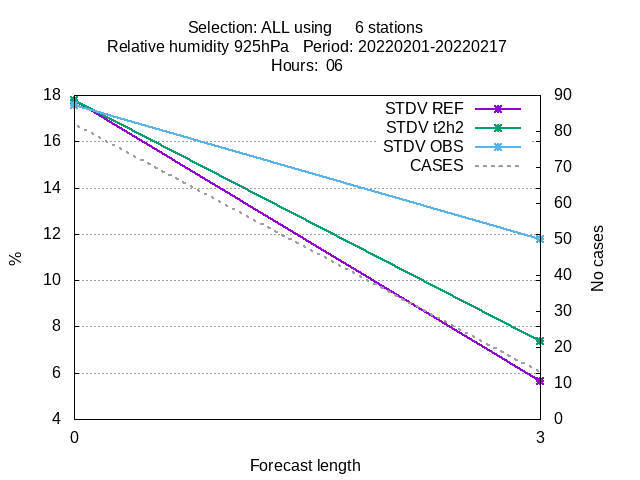 Selection: ALL using 6 stations
Relative humidity 925hPa Period: 20220201-20220217
Hours: 06
STDV REF
STDV t2h2
STDV OBS
CASES
18
16
14
12
10
8
6
4
%
90
80
70
60
50
40
30
20
10
0
No cases
0 3
Forecast length